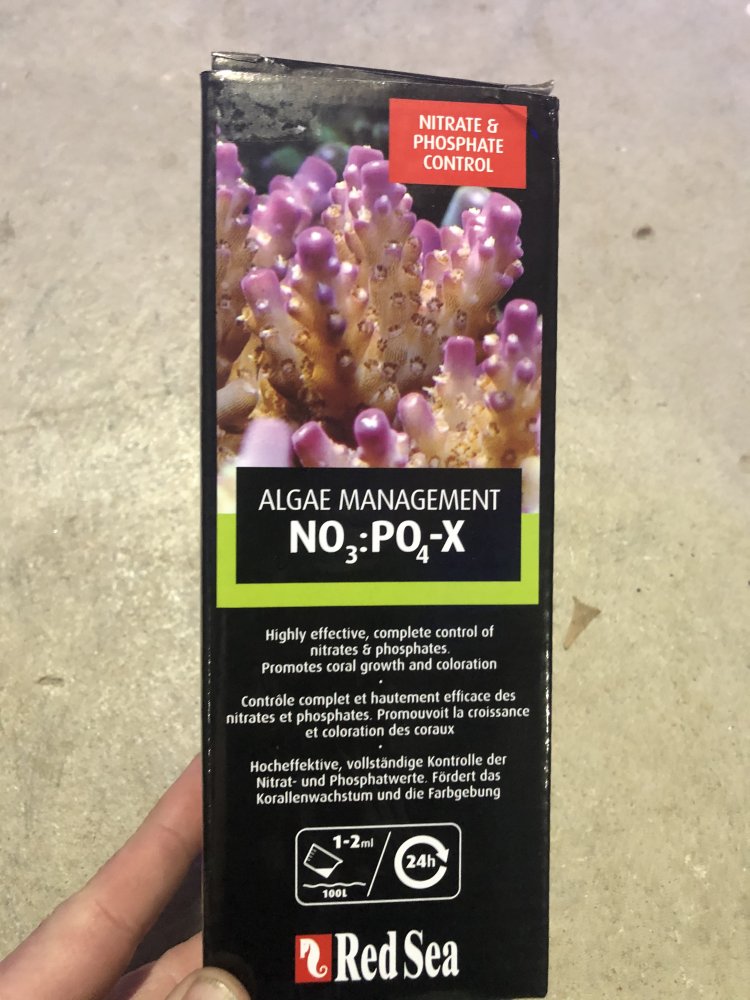 NITRATE &
PHOSPHATE
CONTROL
ALGAE MANAGEMENT
NO₃:PO₄-X
Highly effective, complete control of
nitrates & phosphates.
Promotes coral growth and coloration
•
Contrôle complet et hautement efficace des
nitrates et phosphates. Promouvoit la croissance
et coloration des coraux
•
Hocheffektive, vollständige Kontrolle der
Nitrat- und Phosphatwerte. Fördert das
Korallenwachstum und die Farbgebung
1-2ml
100L
24h
Red Sea